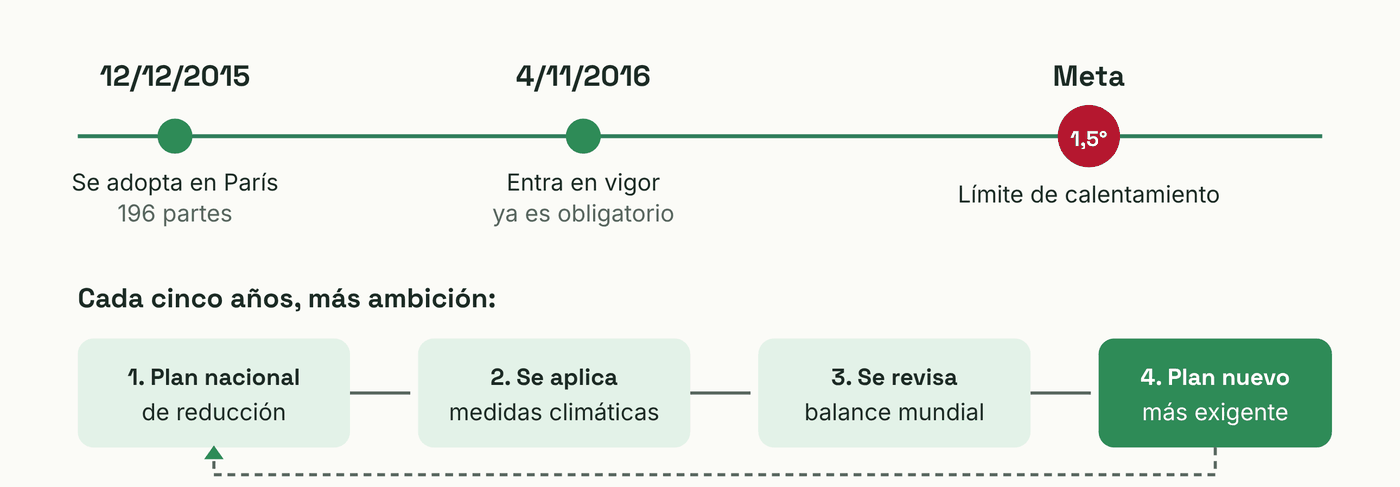 12/12/2015
4/11/2016
Meta
1,5°
Se adopta en París
196 partes
Entra en vigor
ya es obligatorio
Límite de calentamiento
Cada cinco años, más ambición:
1. Plan nacional
de reducción
2. Se aplica
medidas climáticas
3. Se revisa
balance mundial
4. Plan nuevo
más exigente